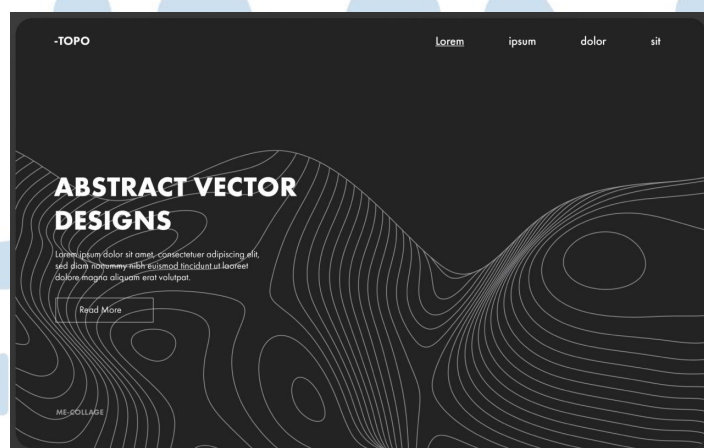 -TOPO
Lorem ipsum dolor sit
ABSTRACT VECTOR
DESIGNS
Lorem ipsum dolor sit amet, consectetuer adipiscing elit,
sed diam nonummy nibh euismod tincidunt ut laoreet
dolore magna aliquam erat volutpat.
Read More
ME-COLLAGE